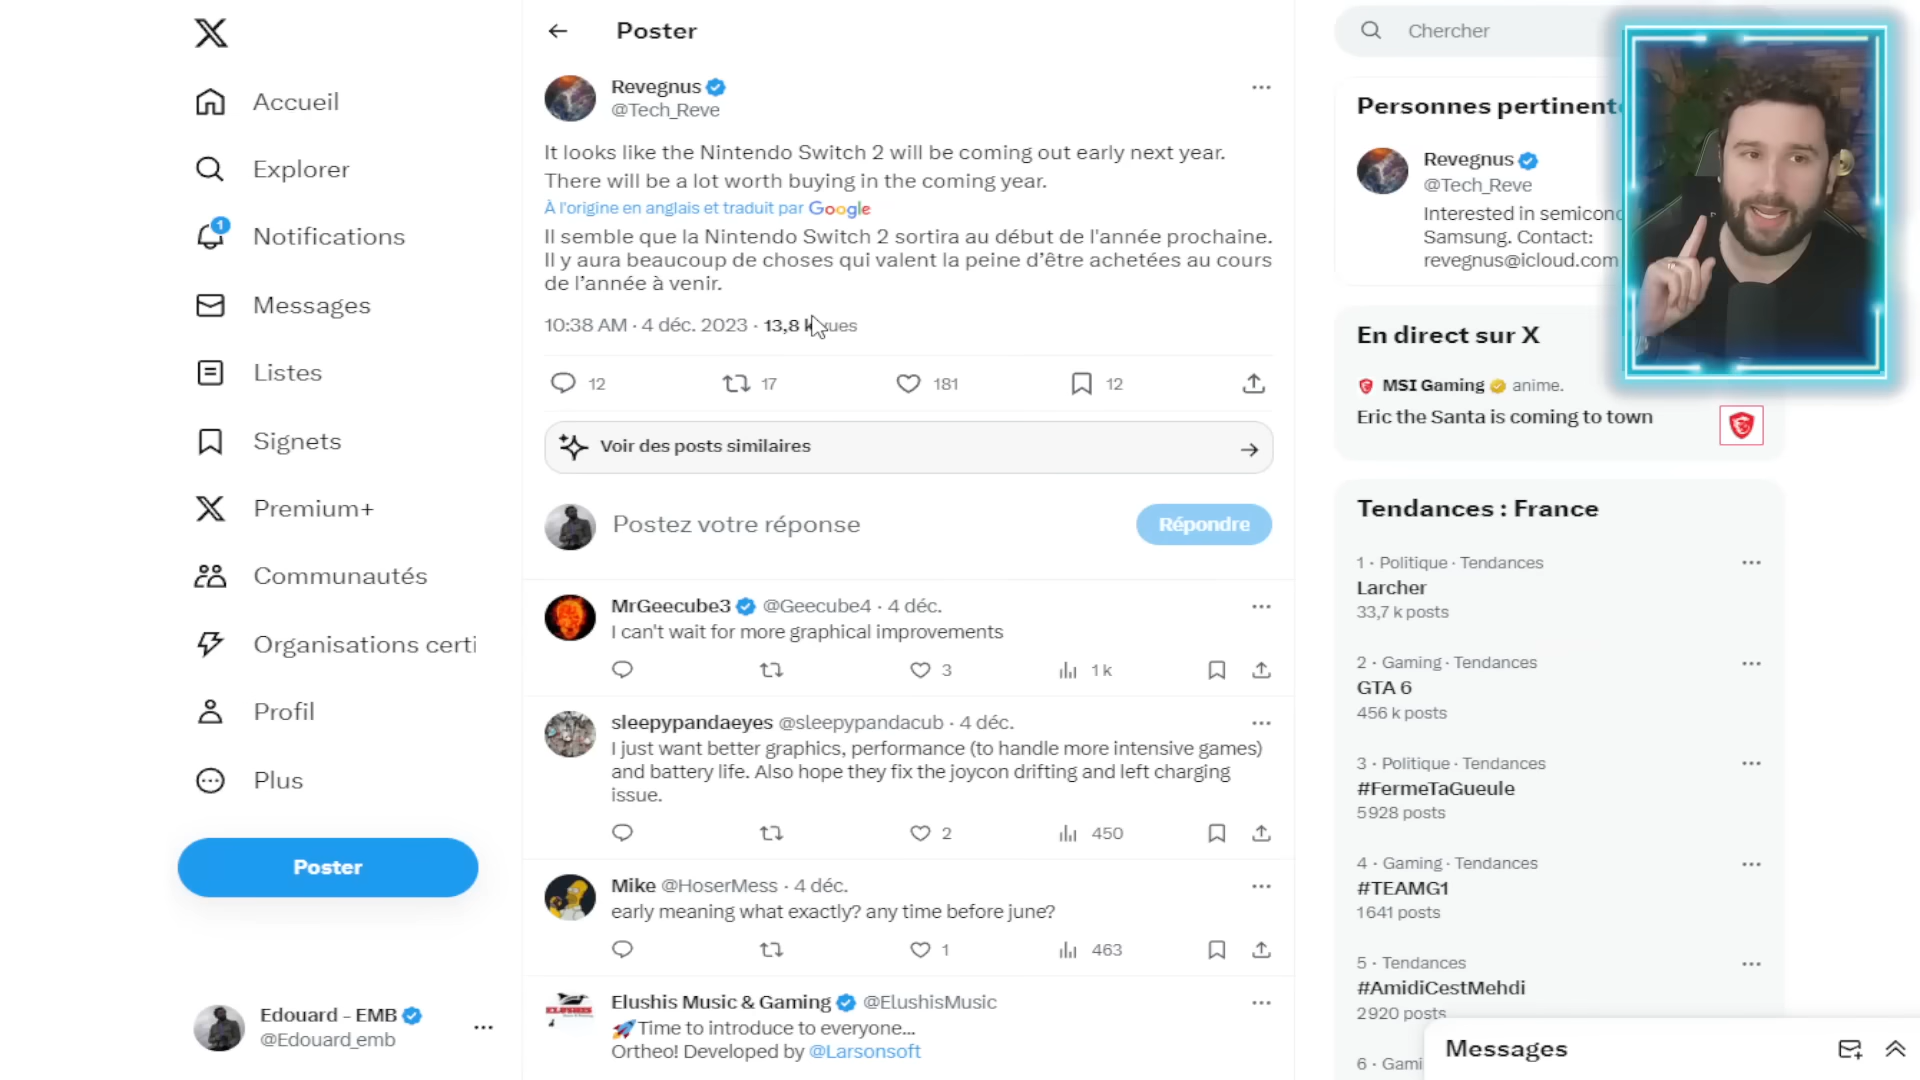 Accueil
Explorer
1
Notifications
Messages
Listes
Signets
Premium+
Communautés
Organisations certi
Profil
Plus
Poster
Edouard - EMB
@Edouard_emb
Poster
Revegnus
@Tech_Reve
It looks like the Nintendo Switch 2 will be coming out early next year.
There will be a lot worth buying in the coming year.
À l'origine en anglais et traduit par Google
Il semble que la Nintendo Switch 2 sortira au début de l'année prochaine.
Il y aura beaucoup de choses qui valent la peine d’être achetées au cours
de l’année à venir.
10:38 AM · 4 déc. 2023 · 13,8 k vues
12 17 181 12
Voir des posts similaires
Postez votre réponse
Répondre
MrGeecube3 @Geecube4 · 4 déc.
I can't wait for more graphical improvements
3 1 k
sleepypandaeyes @sleepypandacub · 4 déc.
I just want better graphics, performance (to handle more intensive games)
and battery life. Also hope they fix the joycon drifting and left charging
issue.
2 450
Mike @HoserMess · 4 déc.
early meaning what exactly? any time before june?
1 463
Elushis Music & Gaming @ElushisMusic
🚀Time to introduce to everyone...
Ortheo! Developed by @Larsonsoft
Chercher
Personnes pertinent
Revegnus
@Tech_Reve
Interested in semicond
Samsung. Contact:
revegnus@icloud.com
En direct sur X
MSI Gaming anime.
Eric the Santa is coming to town
Tendances : France
1 · Politique · Tendances
Larcher
33,7 k posts
2 · Gaming · Tendances
GTA 6
456 k posts
3 · Politique · Tendances
#FermeTaGueule
5 928 posts
4 · Gaming · Tendances
#TEAMG1
1 641 posts
5 · Tendances
#AmidiCestMehdi
2 920 posts
6 · Gami
Messages